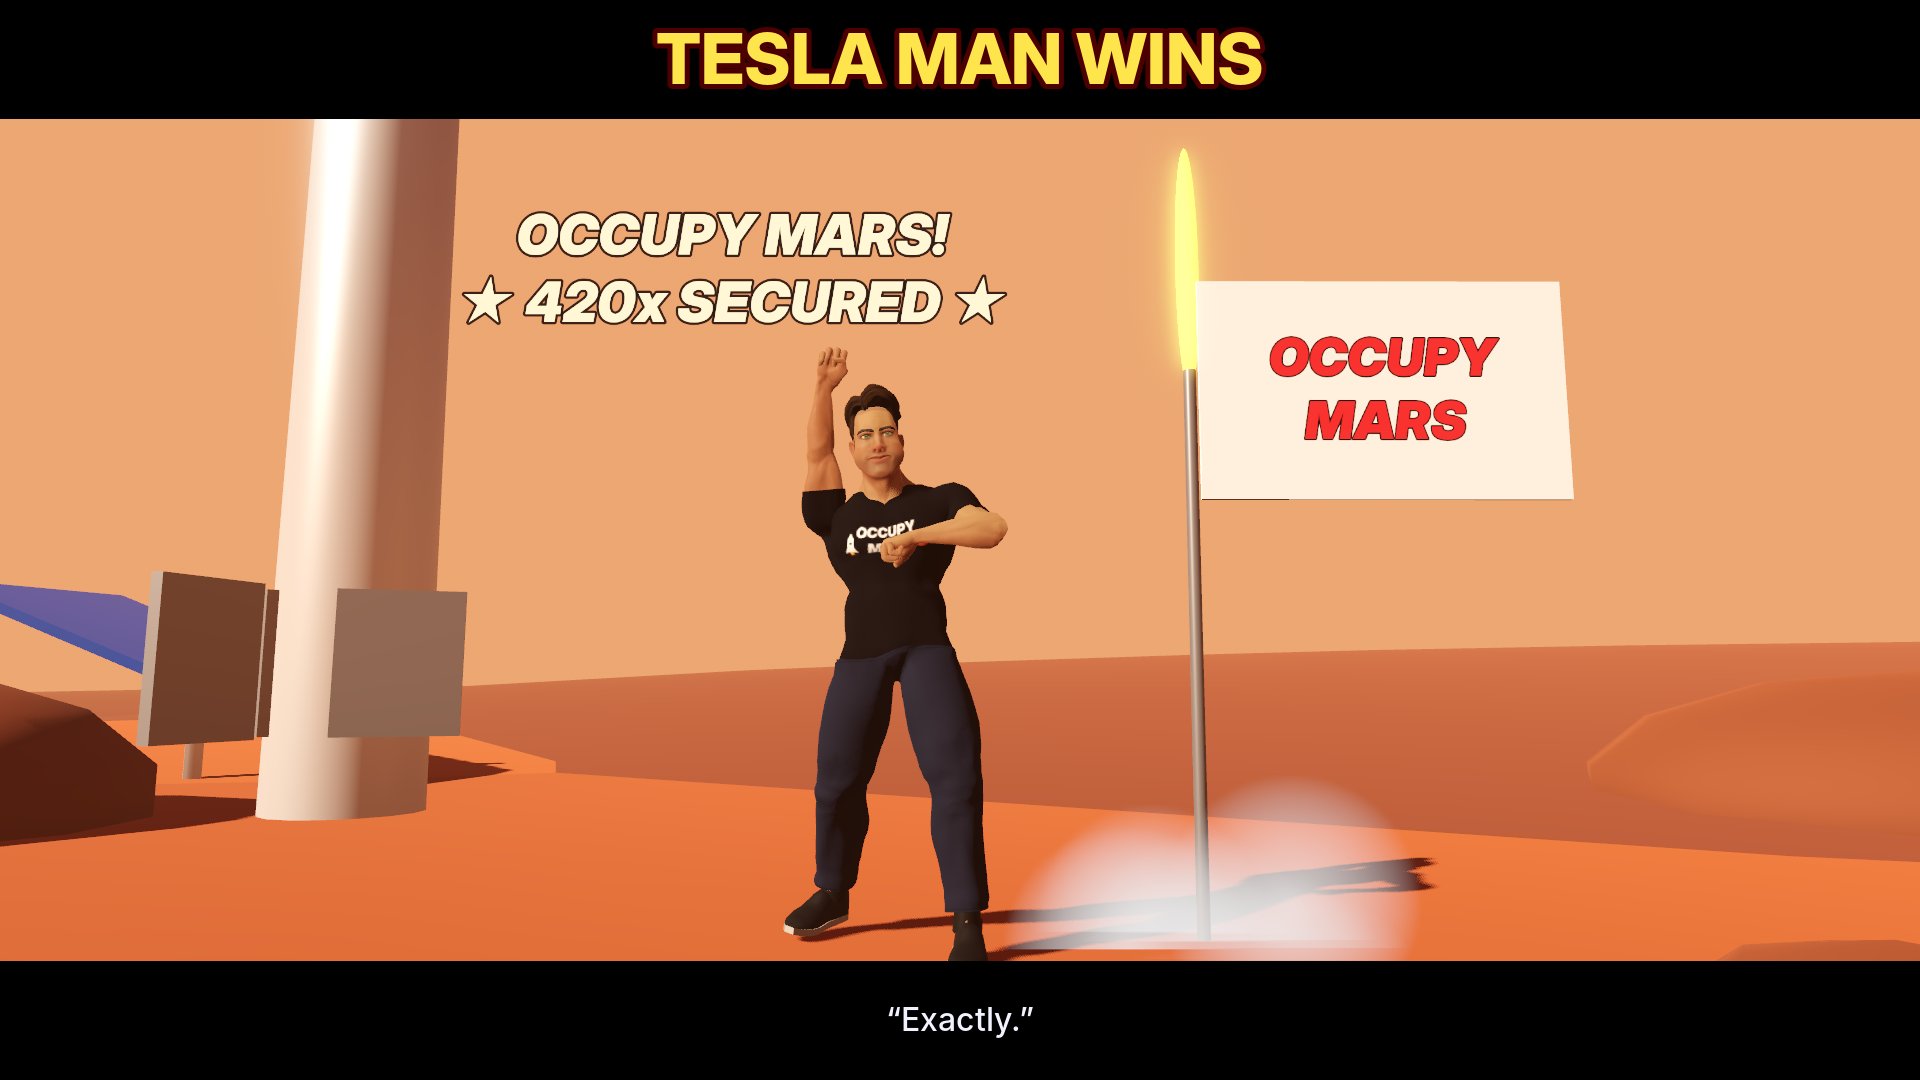 TESLA MAN WINS
OCCUPY MARS!
★ 420x SECURED ★
OCCUPY
MARS
OCCUPY
“Exactly.”